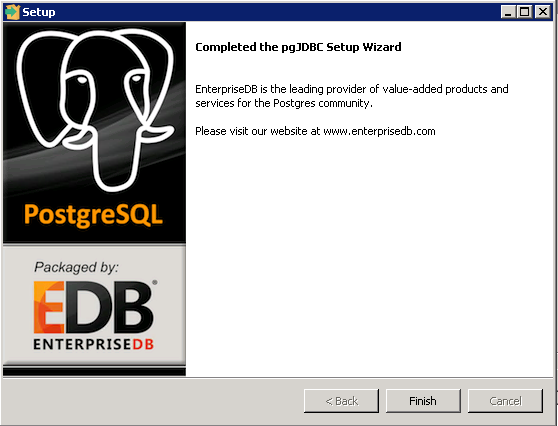 Setup
Completed the pgJDBC Setup Wizard
EnterpriseDB is the leading provider of value-added products and
services for the Postgres community.
Please visit our website at www.enterprisedb.com
PostgreSQL
Packaged by:
EDB®
ENTERPRISEDB
< Back
Finish
Cancel